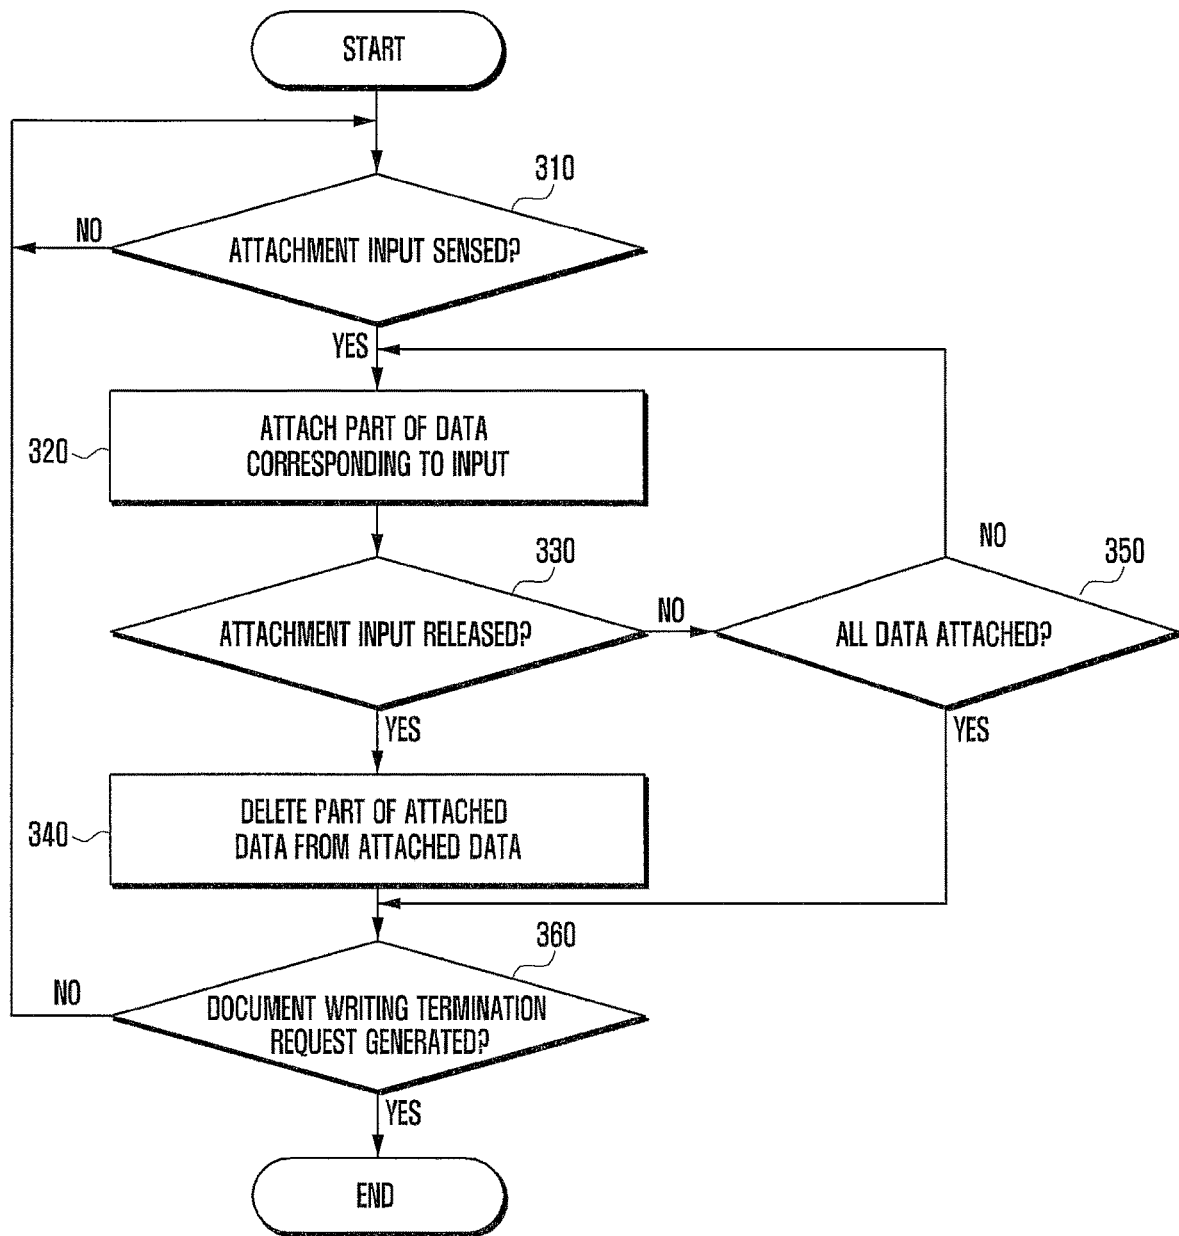 START
310
NO
ATTACHMENT INPUT SENSED?
YES
320
ATTACH PART OF DATA
CORRESPONDING TO INPUT
330
NO
350
ATTACHMENT INPUT RELEASED?
NO
ALL DATA ATTACHED?
YES
YES
340
DELETE PART OF ATTACHED
DATA FROM ATTACHED DATA
360
NO
DOCUMENT WRITING TERMINATION
REQUEST GENERATED?
YES
END